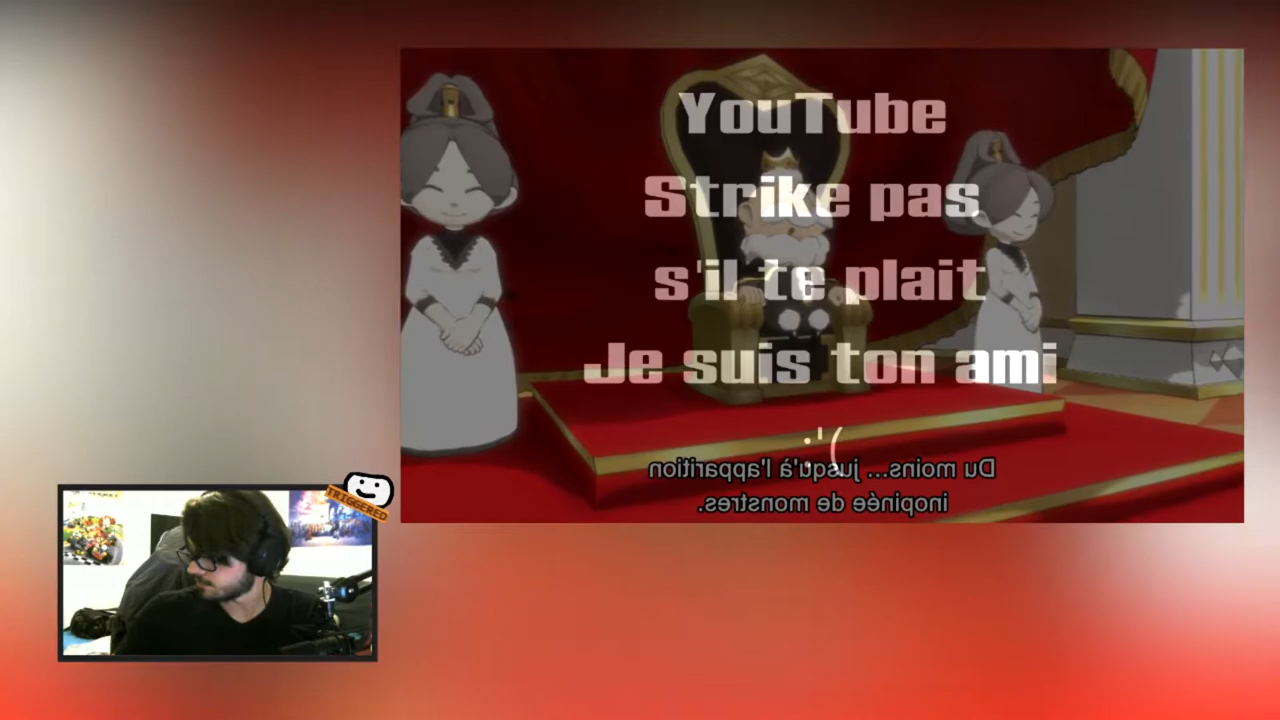 YouTube
Strike pas
s'il te plait
Je suis ton ami
:'(
Du moins... jusqu'à l'apparition
inopinée de monstres.
TRIGGERED